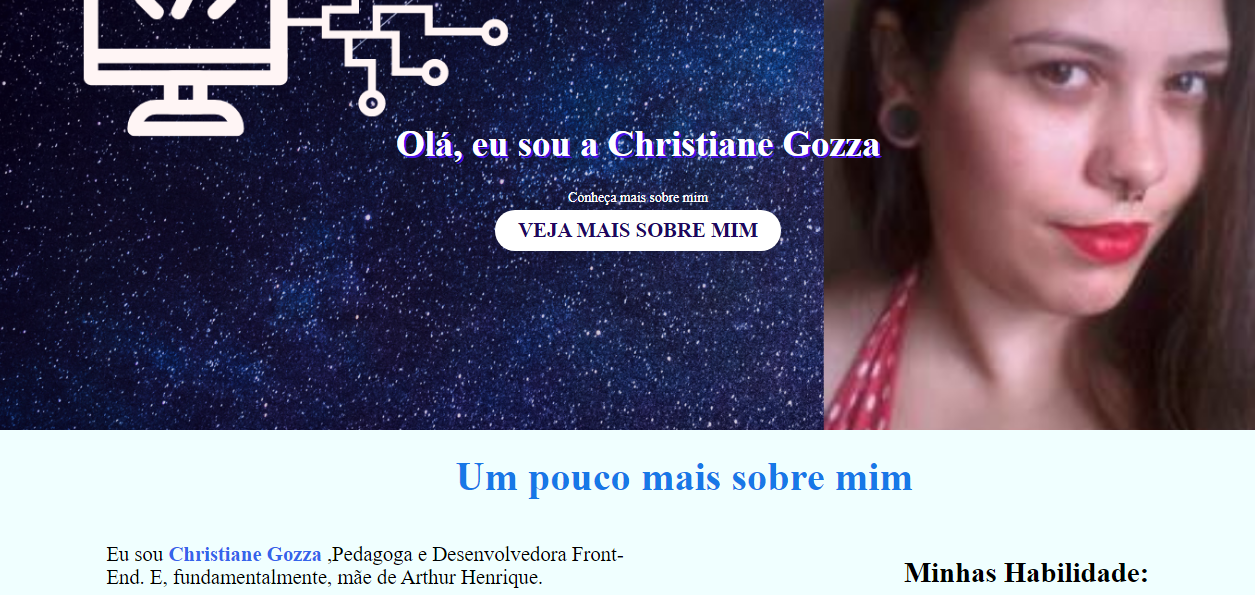 Olá, eu sou a Christiane Gozza
Conheça mais sobre mim
VEJA MAIS SOBRE MIM
Um pouco mais sobre mim
Eu sou Christiane Gozza ,Pedagoga e Desenvolvedora Front-
End. E, fundamentalmente, mãe de Arthur Henrique.
Minhas Habilidade: